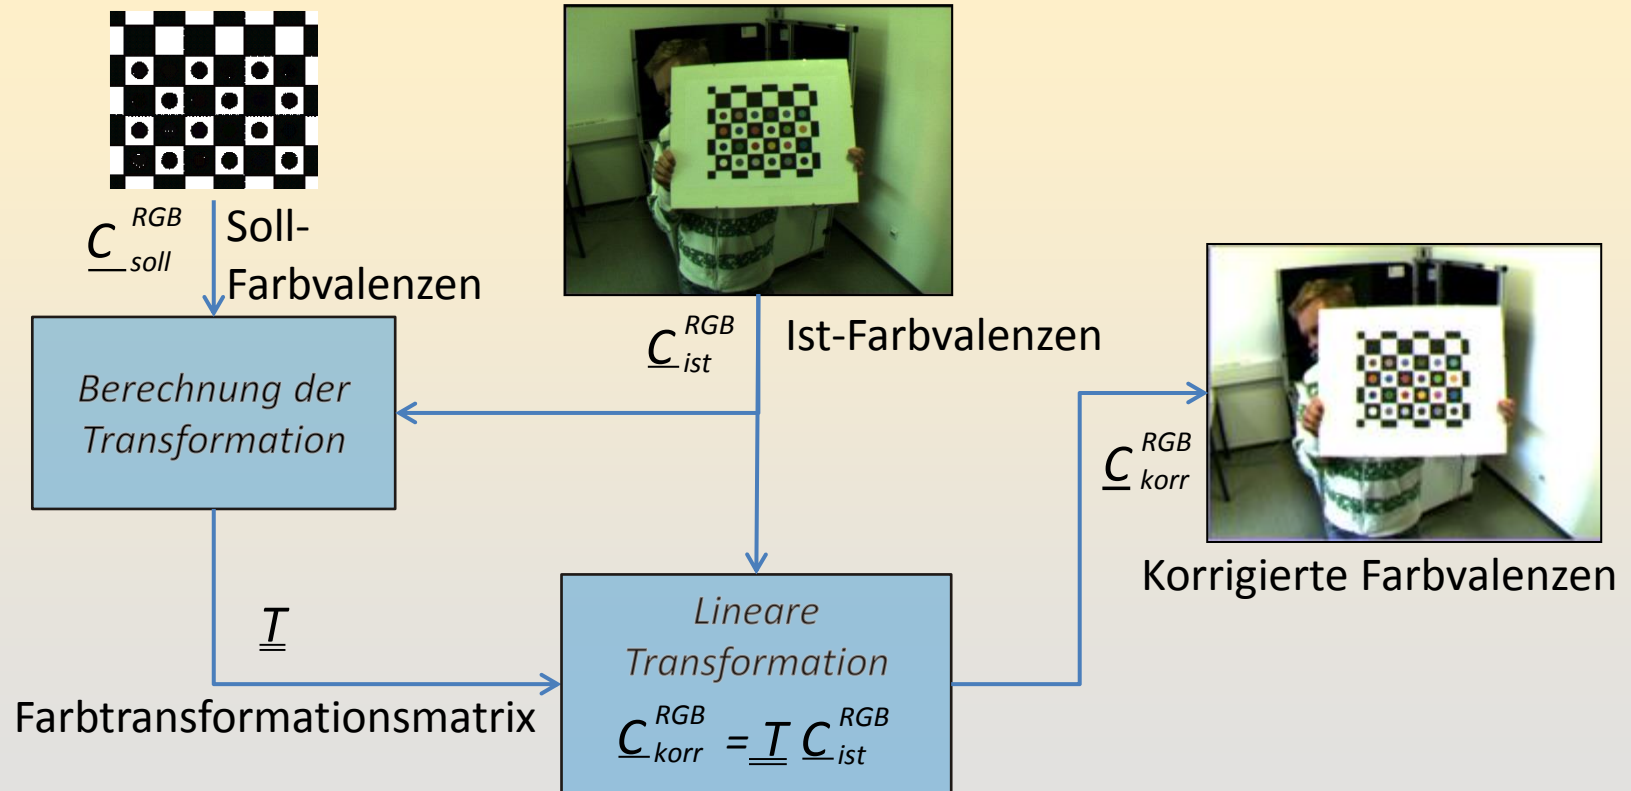 C RGB soll
Soll-
Farbvalenzen
C RGB ist
Ist-Farbvalenzen
Berechnung der
Transformation
C RGB korr
Korrigierte Farbvalenzen
T
Farbtransformationsmatrix
Lineare
Transformation
C RGB korr = T C RGB ist